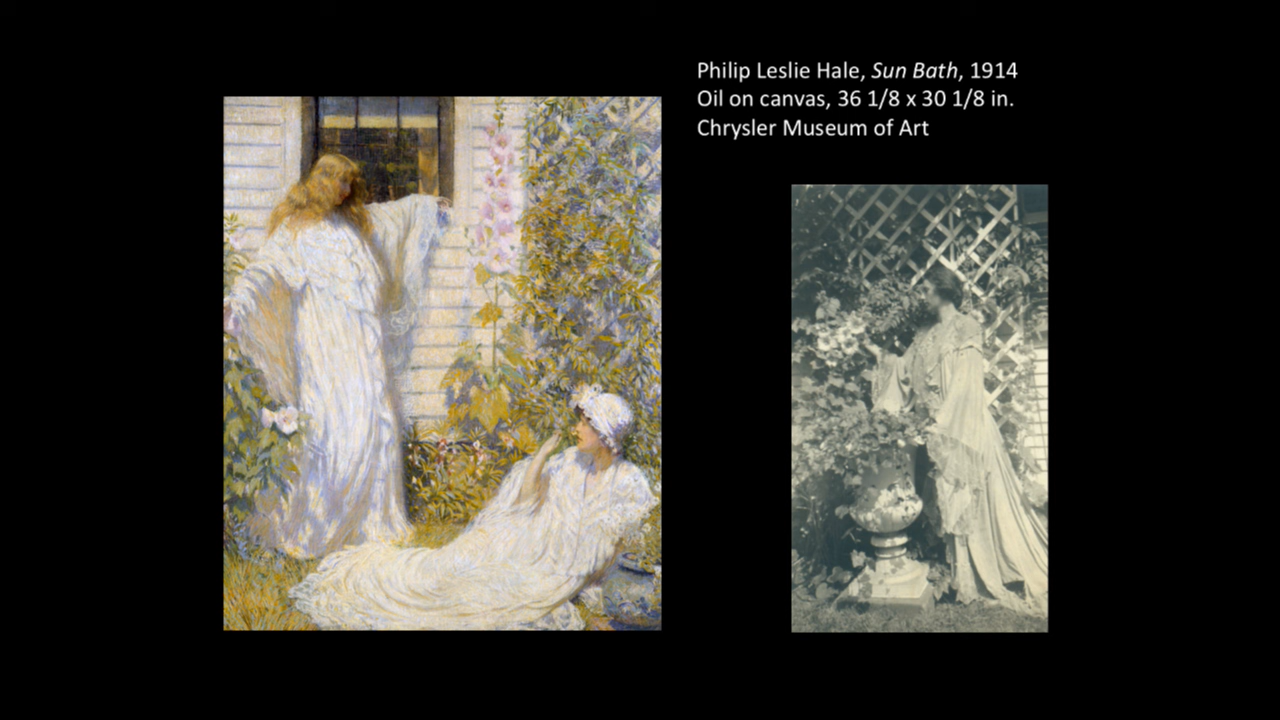 Philip Leslie Hale, Sun Bath, 1914
Oil on canvas, 36 1/8 x 30 1/8 in.
Chrysler Museum of Art